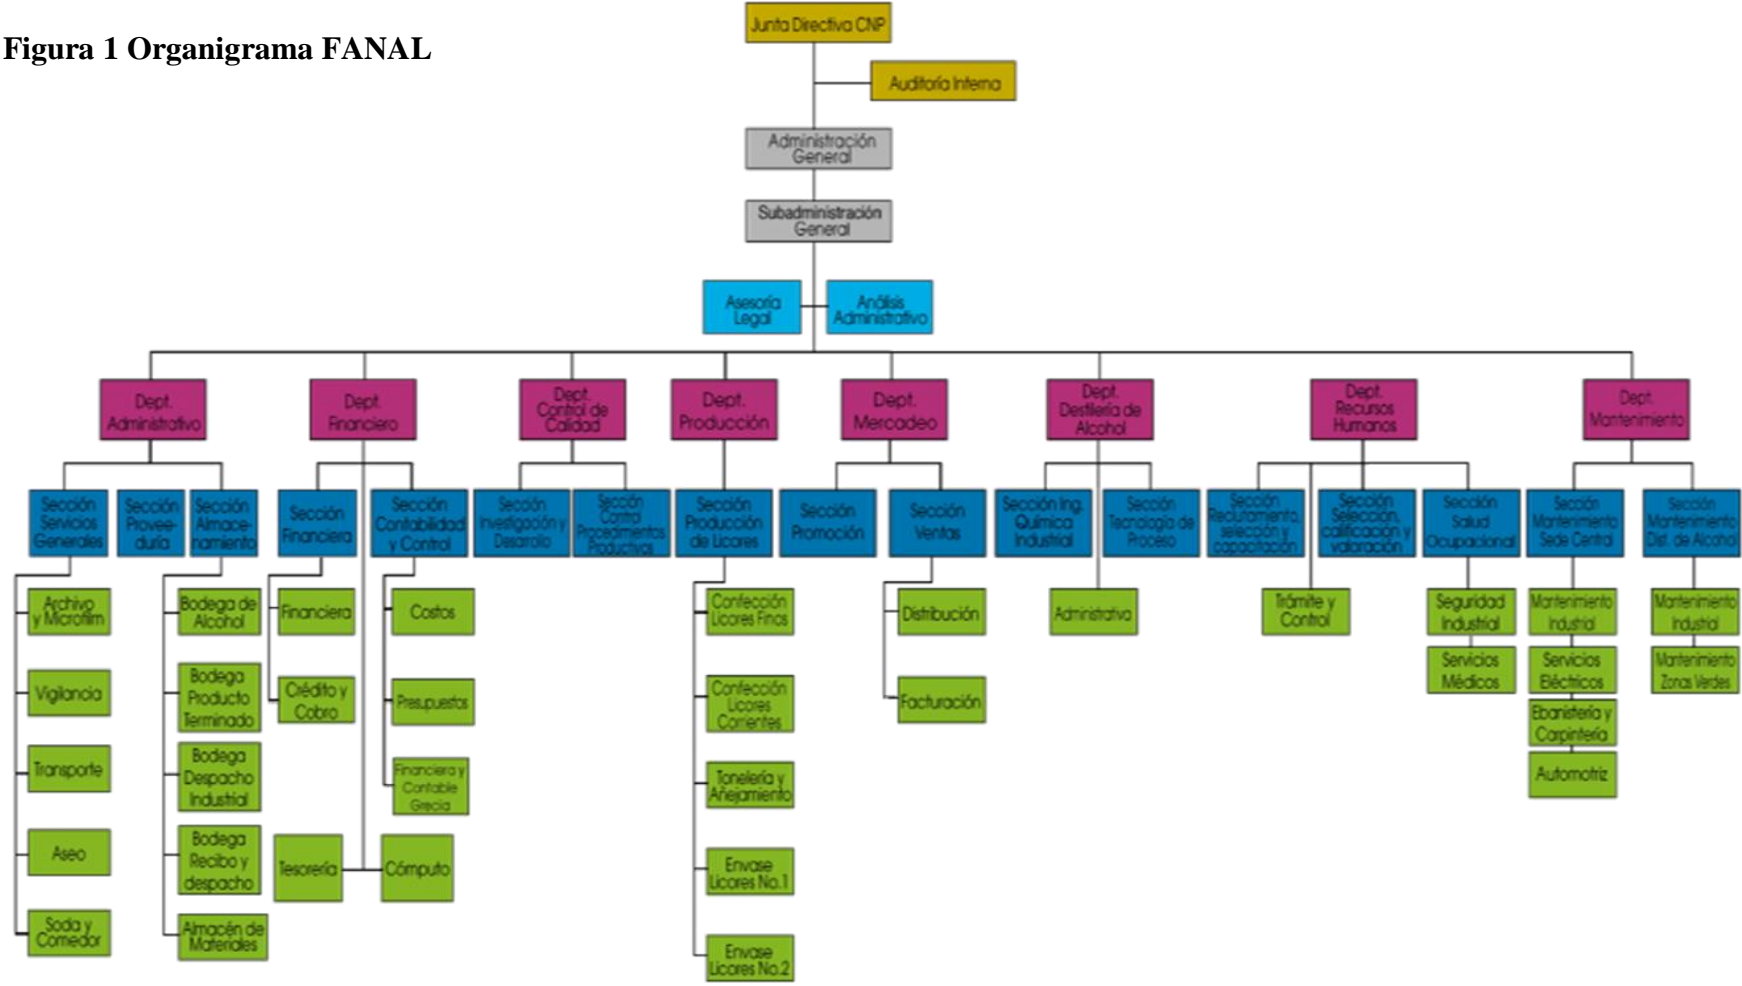 Junta Directiva CNP
Figura 1 Organigrama FANAL
Auditoría Interna
Administración
General
Subadministración
General
Asesoría
Legal
Análisis
Administrativo
Dept.
Administrativo
Dept.
Financiero
Dept.
Control de
Calidad
Dept.
Producción
Dept.
Mercadeo
Dept.
Destilería de
Alcohol
Dept.
Recursos
Humanos
Dept.
Mantenimiento
Sección
Servicios
Generales
Sección
Provee-
duría
Sección
Almace-
namiento
Sección
Financiera
Sección
Contabilidad
y Control
Sección
Investigación y
Desarrollo
Sección
Control
Procedimientos
Productivos
Sección
Producción
de Licores
Sección
Promoción
Sección
Ventas
Sección Ing.
Química
Industrial
Sección
Tecnología de
Proceso
Sección
Reclutamiento,
selección y
capacitación
Sección
Selección,
calificación y
valoración
Sección
Salud
Ocupacional
Sección
Mantenimiento
Sede Central
Sección
Mantenimiento
Dist. de Alcohol
Archivo
y Microfilm
Vigilancia
Transporte
Aseo
Soda y
Comedor
Bodega de
Alcohol
Bodega
Producto
Terminado
Bodega
Despacho
Industrial
Bodega
Recibo y
despacho
Almacén de
Materiales
Financiera
Crédito y
Cobro
Costos
Presupuestos
Financiera y
Contable
Grecia
Tesorería
Cómputo
Confección
Licores Finos
Confección
Licores
Corrientes
Tonelería y
Añejamiento
Envase
Licores No.1
Envase
Licores No.2
Distribución
Facturación
Administrativa
Trámite y
Control
Seguridad
Industrial
Servicios
Médicos
Mantenimiento
Industrial
Servicios
Eléctricos
Ebanistería y
Carpintería
Automotriz
Mantenimiento
Industrial
Mantenimiento
Zonas Verdes